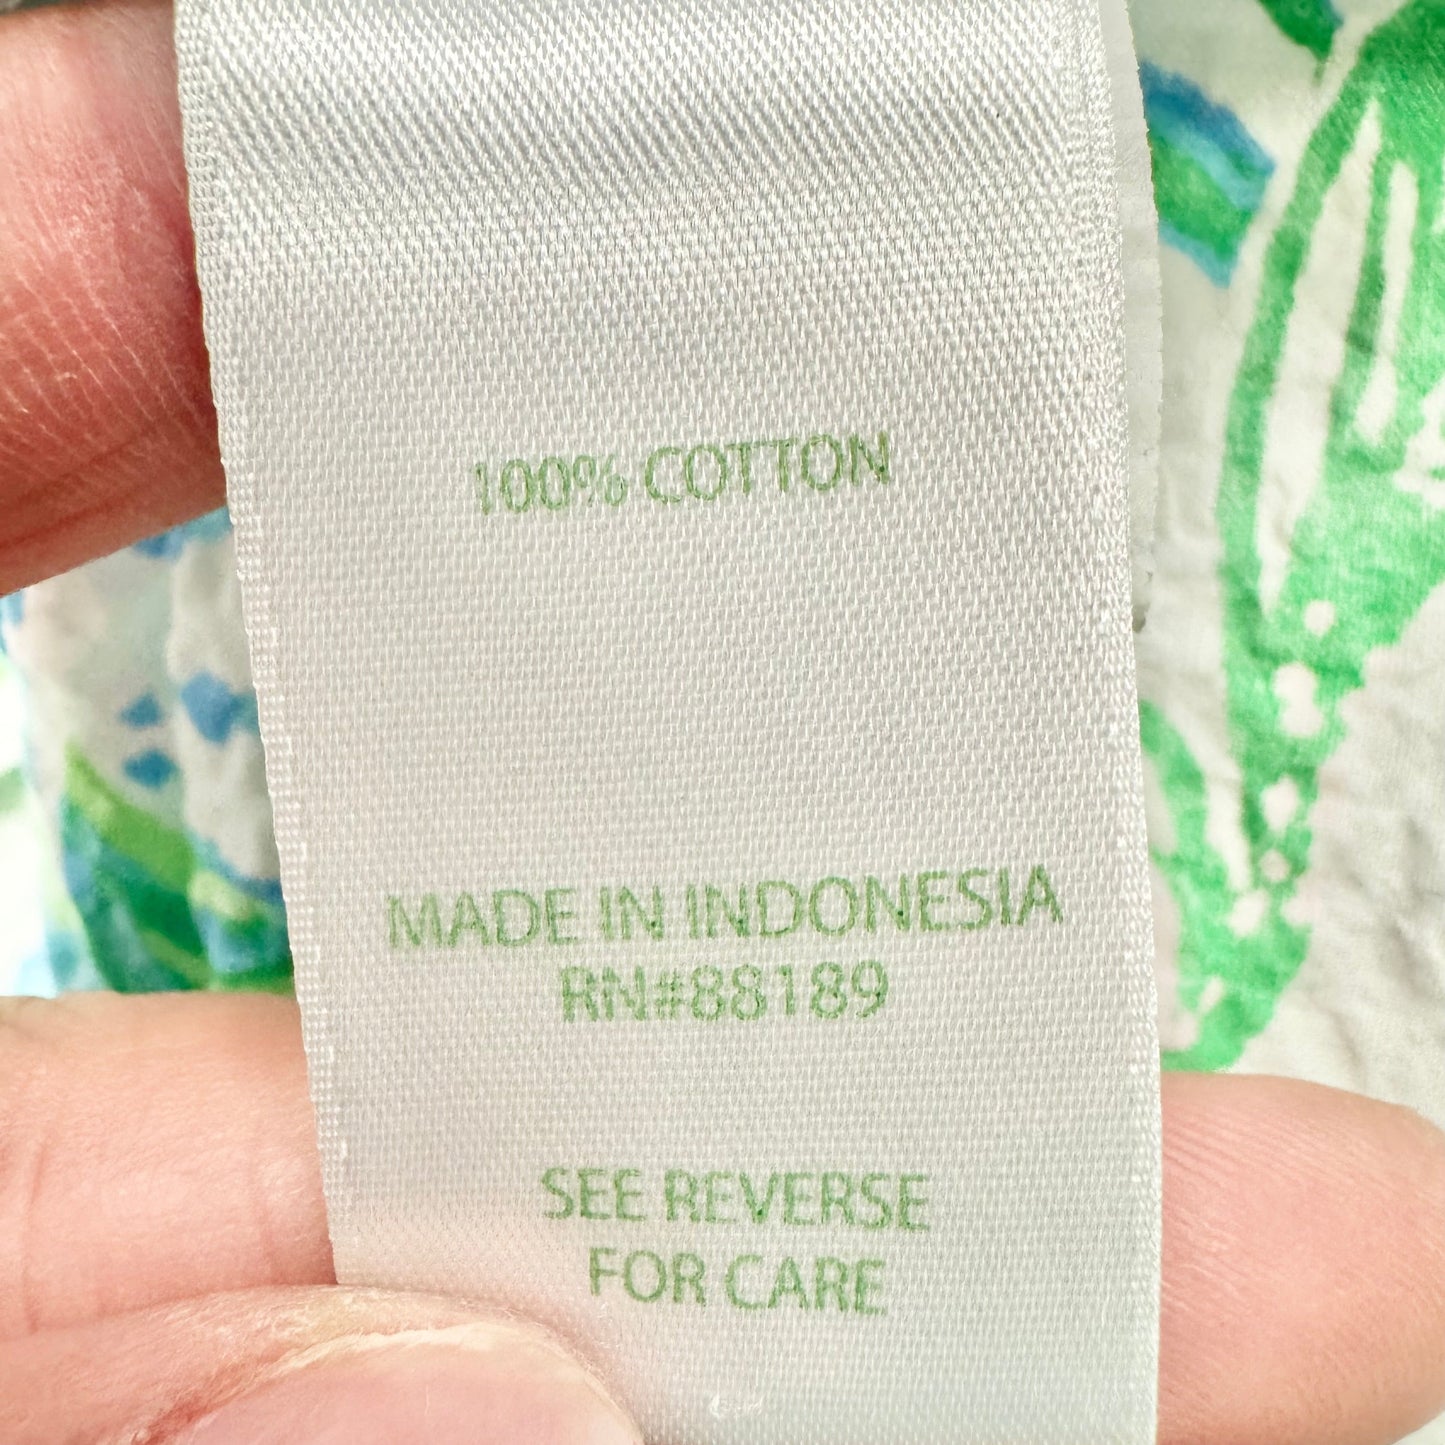 100% COTTON
MADE IN INDONESIA
RN#88189
SEE REVERSE
FOR CARE